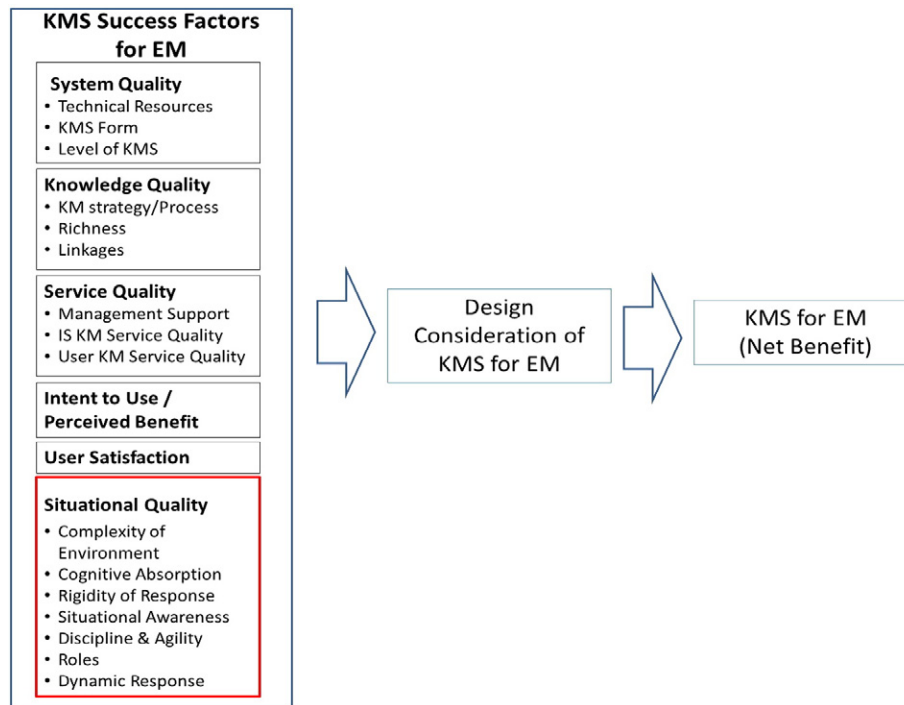 KMS Success Factors
for EM
System Quality
• Technical Resources
• KMS Form
• Level of KMS
Knowledge Quality
• KM strategy/Process
• Richness
• Linkages
Service Quality
• Management Support
• IS KM Service Quality
• User KM Service Quality
Intent to Use /
Perceived Benefit
User Satisfaction
Situational Quality
• Complexity of
Environment
• Cognitive Absorption
• Rigidity of Response
• Situational Awareness
• Discipline & Agility
• Roles
• Dynamic Response
Design
Consideration of
KMS for EM
KMS for EM
(Net Benefit)